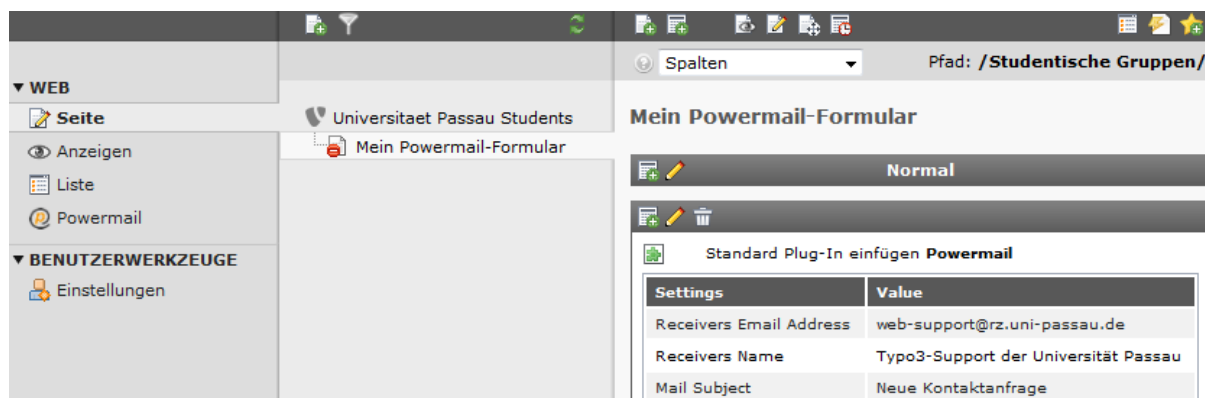 Spalten
Pfad: /Studentische Gruppen/
WEB
Seite
Anzeigen
Liste
Powermail
BENUTZERWERKZEUGE
Einstellungen
Universitaet Passau Students
Mein Powermail-Formular
Mein Powermail-Formular
Normal
Standard Plug-In einfügen Powermail
Settings Value
Receivers Email Address web-support@rz.uni-passau.de
Receivers Name Typo3-Support der Universität Passau
Mail Subject Neue Kontaktanfrage